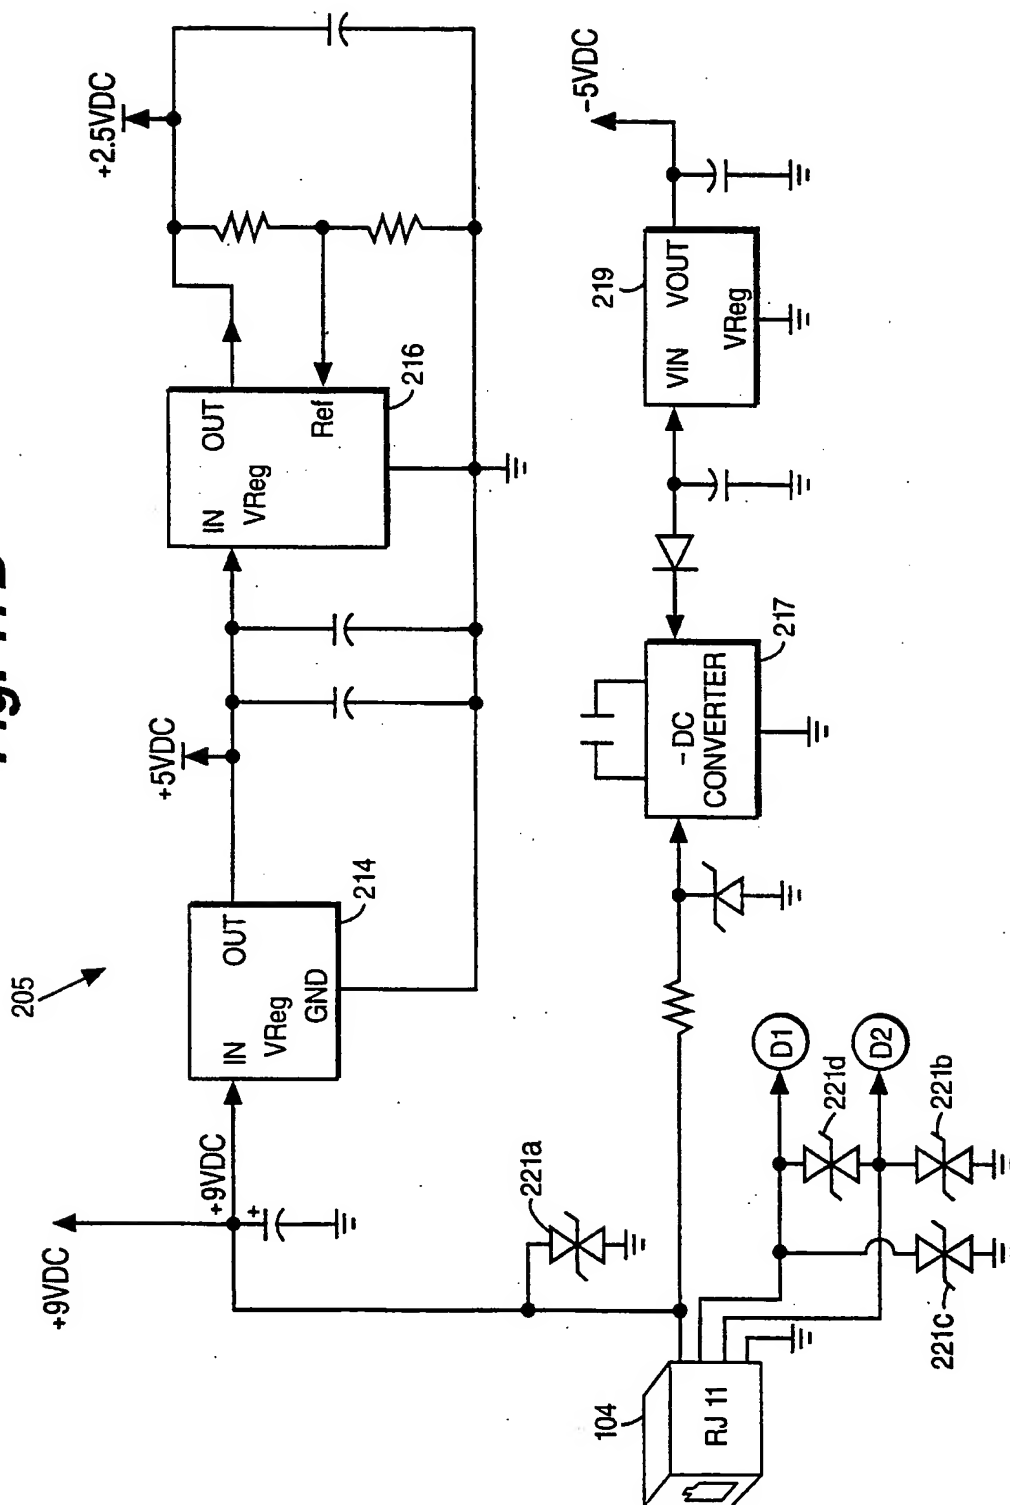 205
+9VDC
+9VDC
+
IN
OUT
VReg
GND
214
+5VDC
IN
OUT
VReg
Ref
216
+2.5VDC
104
RJ 11
221a
D1
D2
221d
221b
221c
-DC
CONVERTER
217
VIN
VOUT
VReg
219
-5VDC